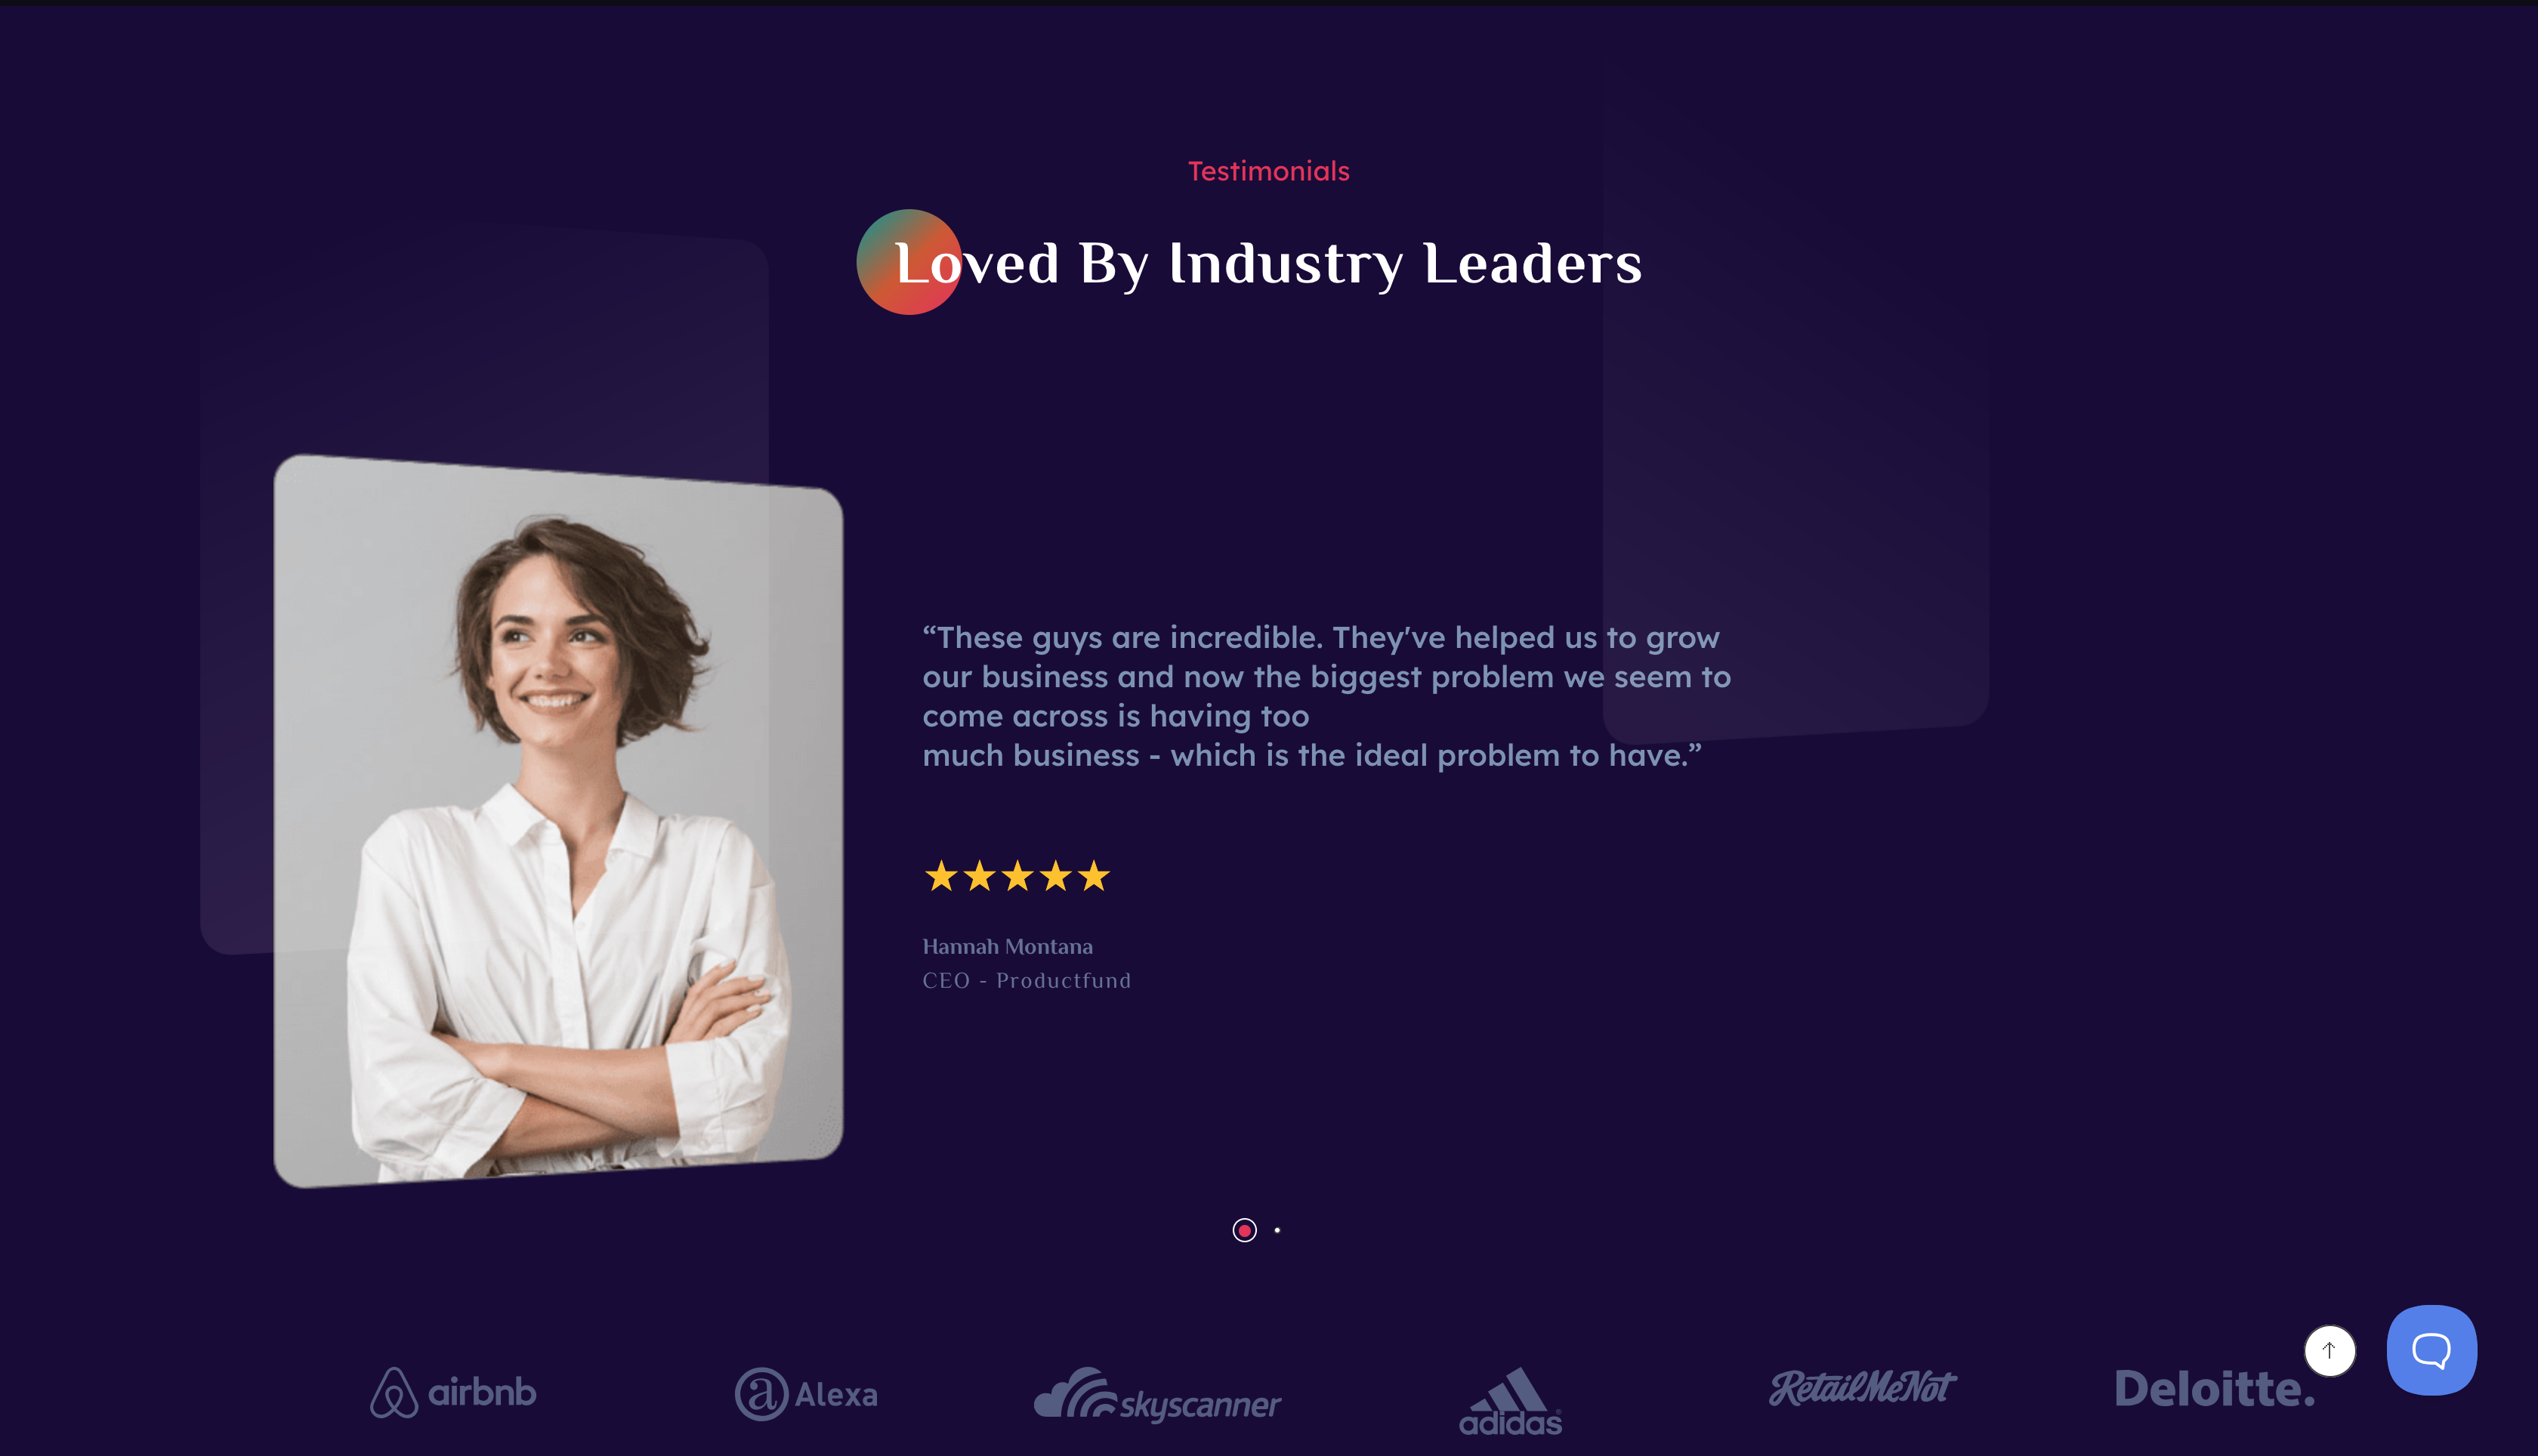 Testimonials
Loved By Industry Leaders
“These guys are incredible. They've helped us to grow
our business and now the biggest problem we seem to
come across is having too
much business - which is the ideal problem to have.”
Hannah Montana
CEO - Productfund
airbnb
a Alexa
skyscanner
adidas®
RetailMeNot
Deloitte.